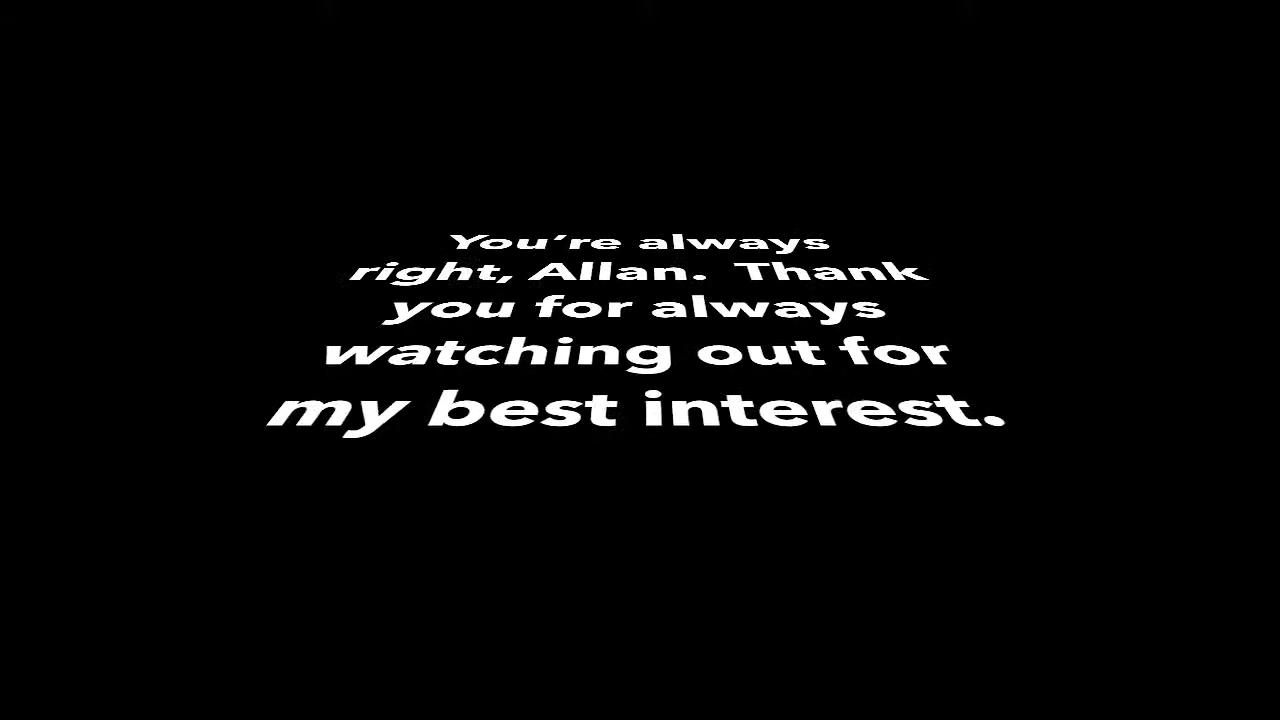 You're always
right, Allan.  Thank
you for always
watching out for
my best interest.